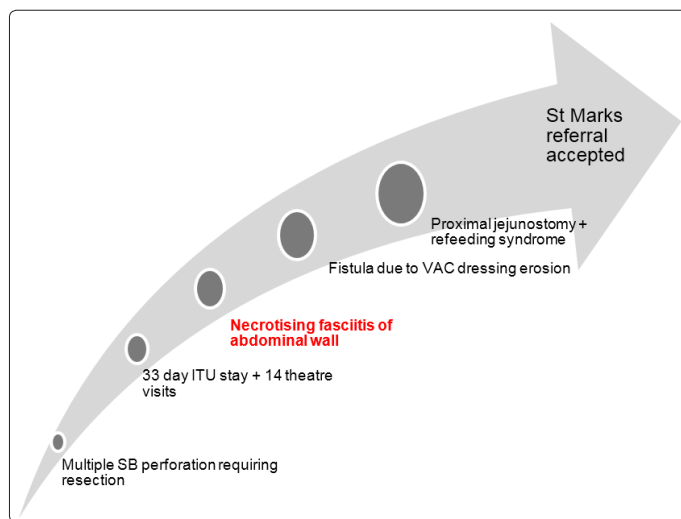 St Marks
referral
accepted
Proximal jejunostomy +
refeeding syndrome
Fistula due to VAC dressing erosion
Necrotising fasciitis of
abdominal wall
33 day ITU stay + 14 theatre
visits
Multiple SB perforation requiring
resection